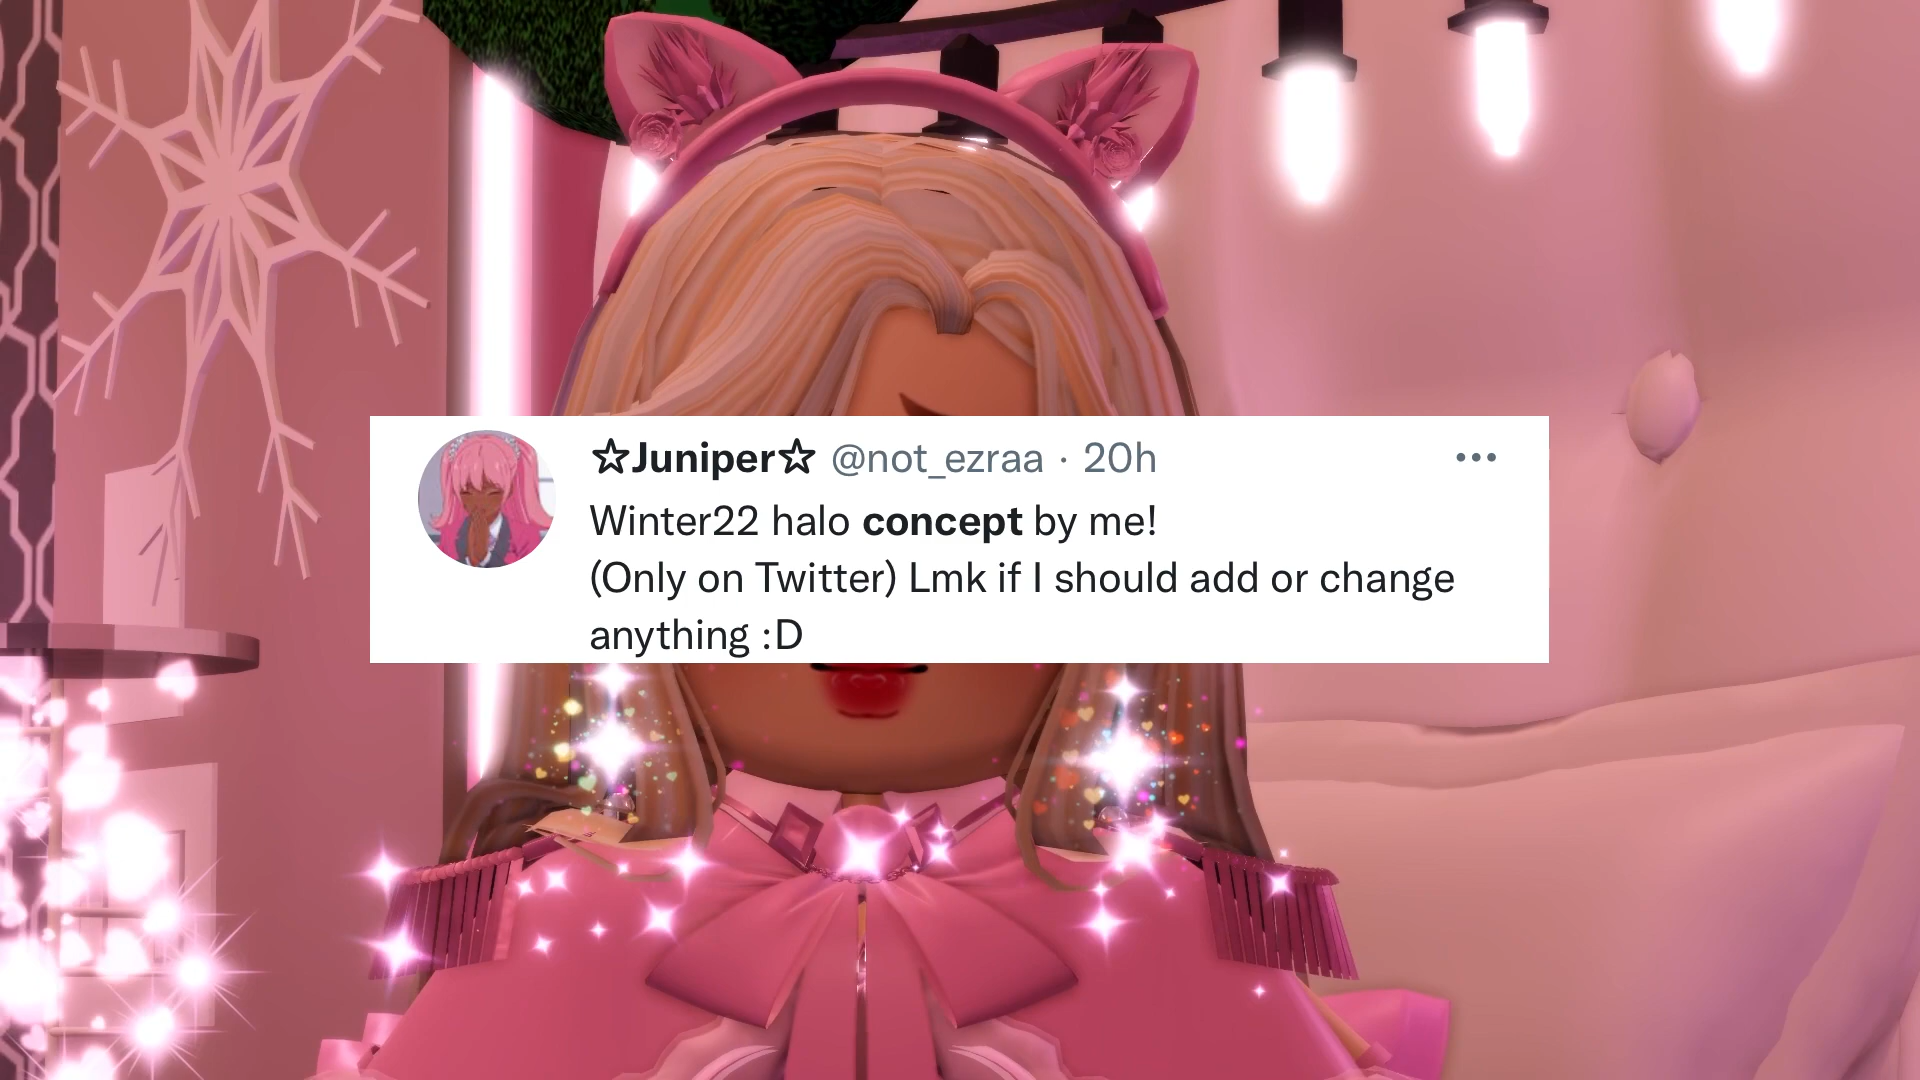 ☆Juniper☆ @not_ezraa · 20h
Winter22 halo concept by me!
(Only on Twitter) Lmk if I should add or change
anything :D